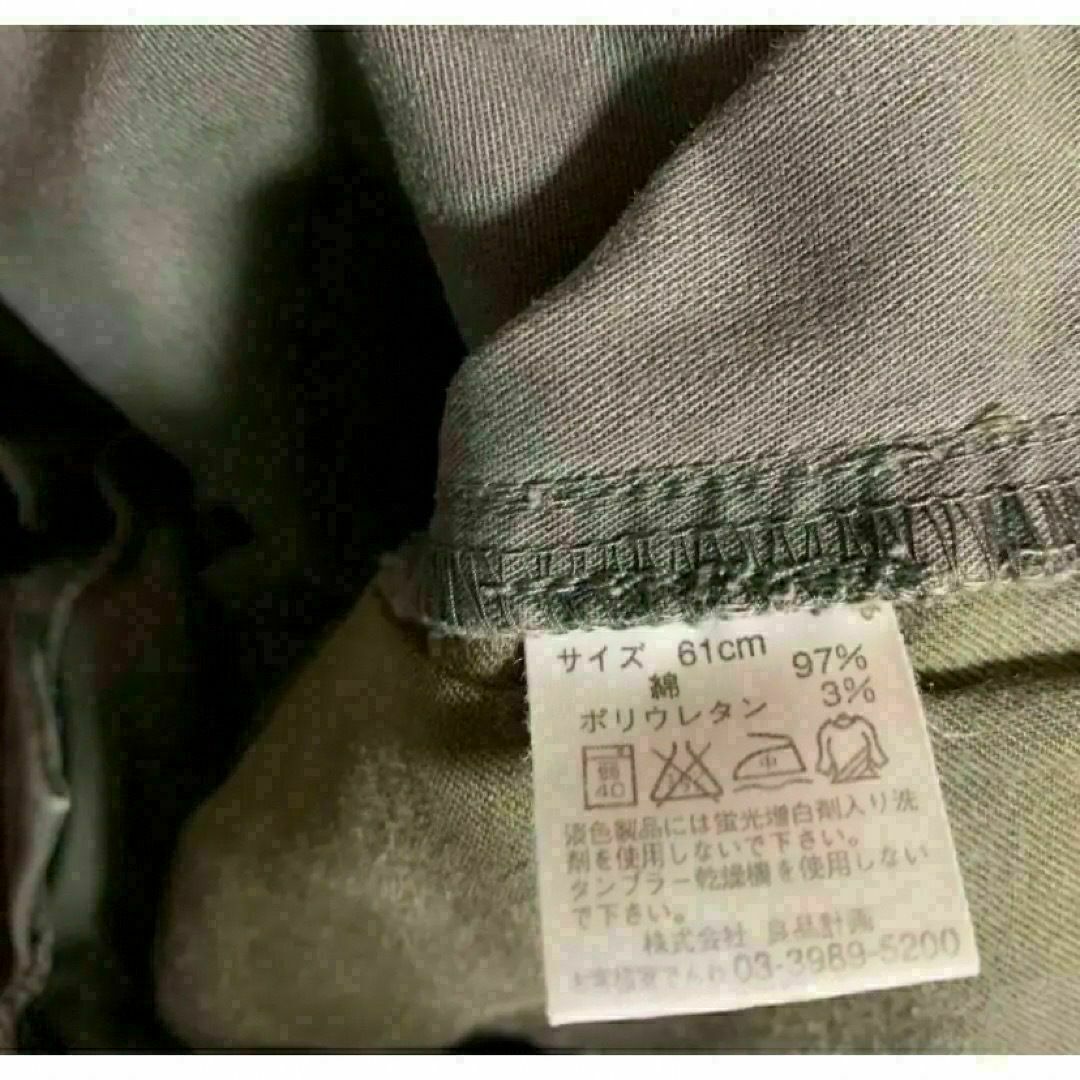 サイズ 61cm
綿 97%
ポリウレタン 3%
弱
40
中
淡色製品には蛍光増白剤入り洗
剤を使用しないで下さい。
タンブラー乾燥機を使用しない
で下さい。
株式会社 良品計画
お客様室でんわ 03-3989-5200